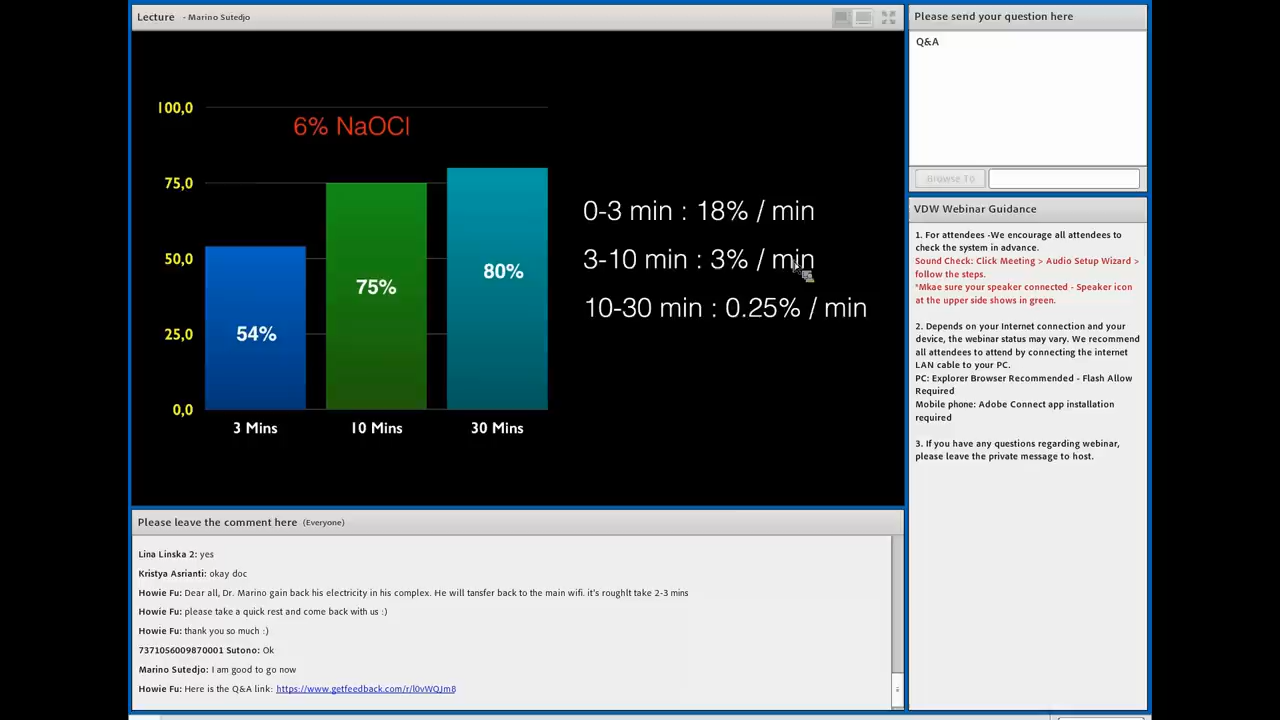 Lecture - Marino Sutedjo
100,0
6% NaOCl
75,0
50,0
25,0
0,0
54%
75%
80%
3 Mins
10 Mins
30 Mins
0-3 min : 18% / min
3-10 min : 3% / min
10-30 min : 0.25% / min
Please leave the comment here (Everyone)
Lina Linska 2: yes
Kristya Asrianti: okay doc
Howie Fu: Dear all, Dr. Marino gain back his electricity in his complex. He will tansfer back to the main wifi. it's roughlt take 2-3 mins
Howie Fu: please take a quick rest and come back with us :)
Howie Fu: thank you so much :)
7371056009870001 Sutono: Ok
Marino Sutedjo: I am good to go now
Howie Fu: Here is the Q&A link: https://www.getfeedback.com/r/l0vWQJm8
Please send your question here
Q&A
Browse To
VDW Webinar Guidance
1. For attendees -We encourage all attendees to
check the system in advance.
Sound Check: Click Meeting > Audio Setup Wizard >
follow the steps.
*Mkae sure your speaker connected - Speaker icon
at the upper side shows in green.
2. Depends on your Internet connection and your
device, the webinar status may vary. We recommend
all attendees to attend by connecting the internet
LAN cable to your PC.
PC: Explorer Browser Recommended - Flash Allow
Required
Mobile phone: Adobe Connect app installation
required
3. If you have any questions regarding webinar,
please leave the private message to host.